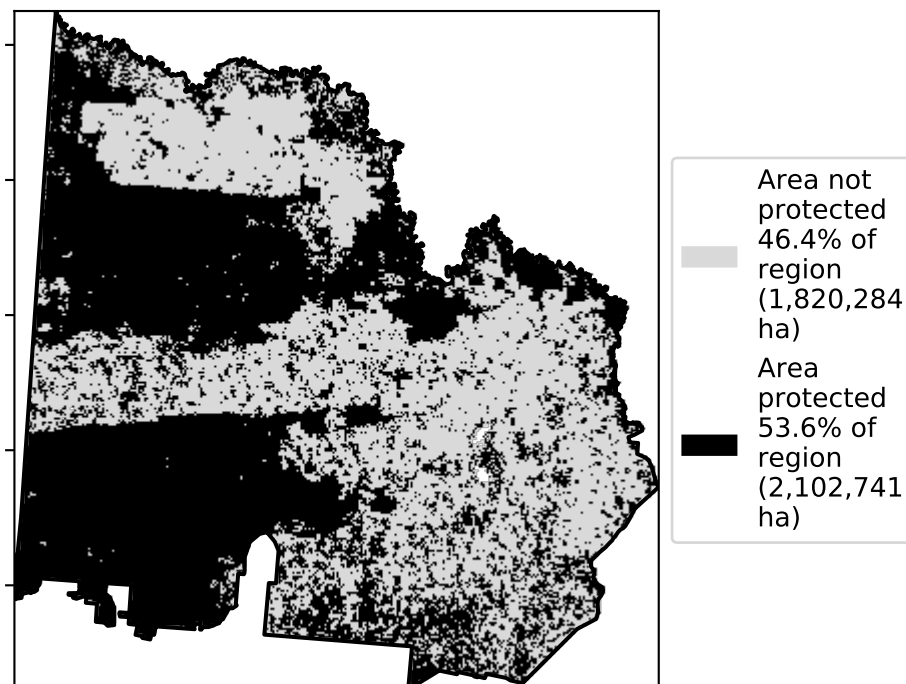 Area not
protected
46.4% of
region
(1,820,284
ha)
Area
protected
53.6% of
region
(2,102,741
ha)